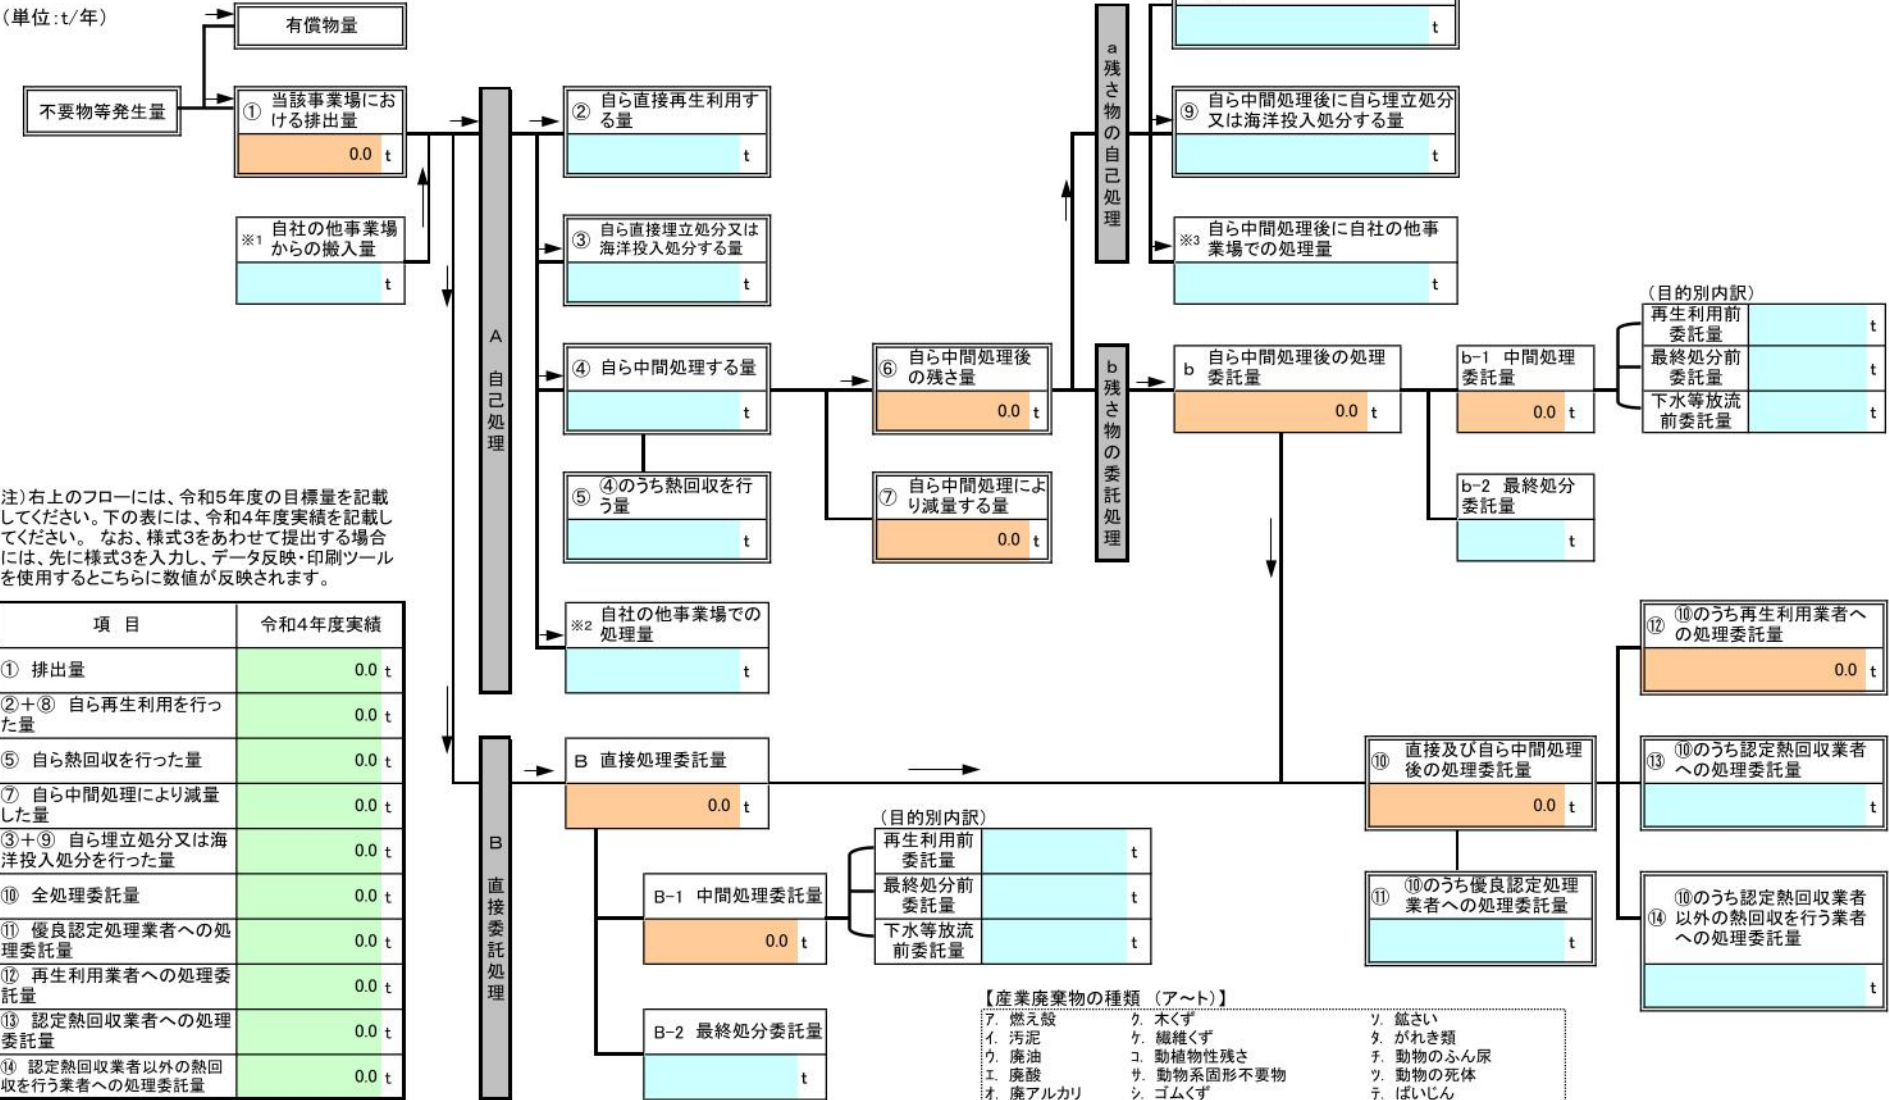 (単位:t/年)
有償物量
不要物等発生量
① 当該事業場にお
ける排出量
0.0 t
※1 自社の他事業場
からの搬入量
t
A 自己処理
② 自ら直接再生利用す
る量
t
③ 自ら直接埋立処分又は
海洋投入処分する量
t
④ 自ら中間処理する量
t
⑤ ④のうち熱回収を行
う量
t
※2 自社の他事業場での
処理量
t
⑥ 自ら中間処理後
の残さ量
0.0 t
⑦ 自ら中間処理によ
り減量する量
0.0 t
a 残さ物の自己処理
t
⑨ 自ら中間処理後に自ら埋立処分
又は海洋投入処分する量
t
※3 自ら中間処理後に自社の他事
業場での処理量
t
b 残さ物の委託処理
b 自ら中間処理後の処理
委託量
0.0 t
b-1 中間処理
委託量
0.0 t
(目的別内訳)
再生利用前
委託量
t
最終処分前
委託量
t
下水等放流
前委託量
t
b-2 最終処分
委託量
t
注)右上のフローには、令和5年度の目標量を記載
してください。下の表には、令和4年度実績を記載し
てください。 なお、様式3をあわせて提出する場合
には、先に様式3を入力し、データ反映・印刷ツール
を使用するとこちらに数値が反映されます。
項 目 令和4年度実績
① 排出量 0.0 t
②+⑧ 自ら再生利用を行っ
た量 0.0 t
⑤ 自ら熱回収を行った量 0.0 t
⑦ 自ら中間処理により減量
した量 0.0 t
③+⑨ 自ら埋立処分又は海
洋投入処分を行った量 0.0 t
⑩ 全処理委託量 0.0 t
⑪ 優良認定処理業者への処
理委託量 0.0 t
⑫ 再生利用業者への処理委
託量 0.0 t
⑬ 認定熱回収業者への処理
委託量 0.0 t
⑭ 認定熱回収業者以外の熱回
収を行う業者への処理委託量 0.0 t
B 直接委託処理
B 直接処理委託量
0.0 t
B-1 中間処理委託量
0.0 t
(目的別内訳)
再生利用前
委託量
t
最終処分前
委託量
t
下水等放流
前委託量
t
B-2 最終処分委託量
t
⑩ 直接及び自ら中間処理
後の処理委託量
0.0 t
⑪ ⑩のうち優良認定処理
業者への処理委託量
t
⑫ ⑩のうち再生利用業者へ
の処理委託量
0.0 t
⑬ ⑩のうち認定熱回収業者
への処理委託量
t
⑭ ⑩のうち認定熱回収業者
以外の熱回収を行う業者
への処理委託量
t
【産業廃棄物の種類 (ア~ト)】
ア. 燃え殻 ク. 木くず ソ. 鉱さい
イ. 汚泥 ケ. 繊維くず タ. がれき類
ウ. 廃油 コ. 動植物性残さ チ. 動物のふん尿
エ. 廃酸 サ. 動物系固形不要物 ツ. 動物の死体
オ. 廃アルカリ シ. ゴムくず テ. ばいじん